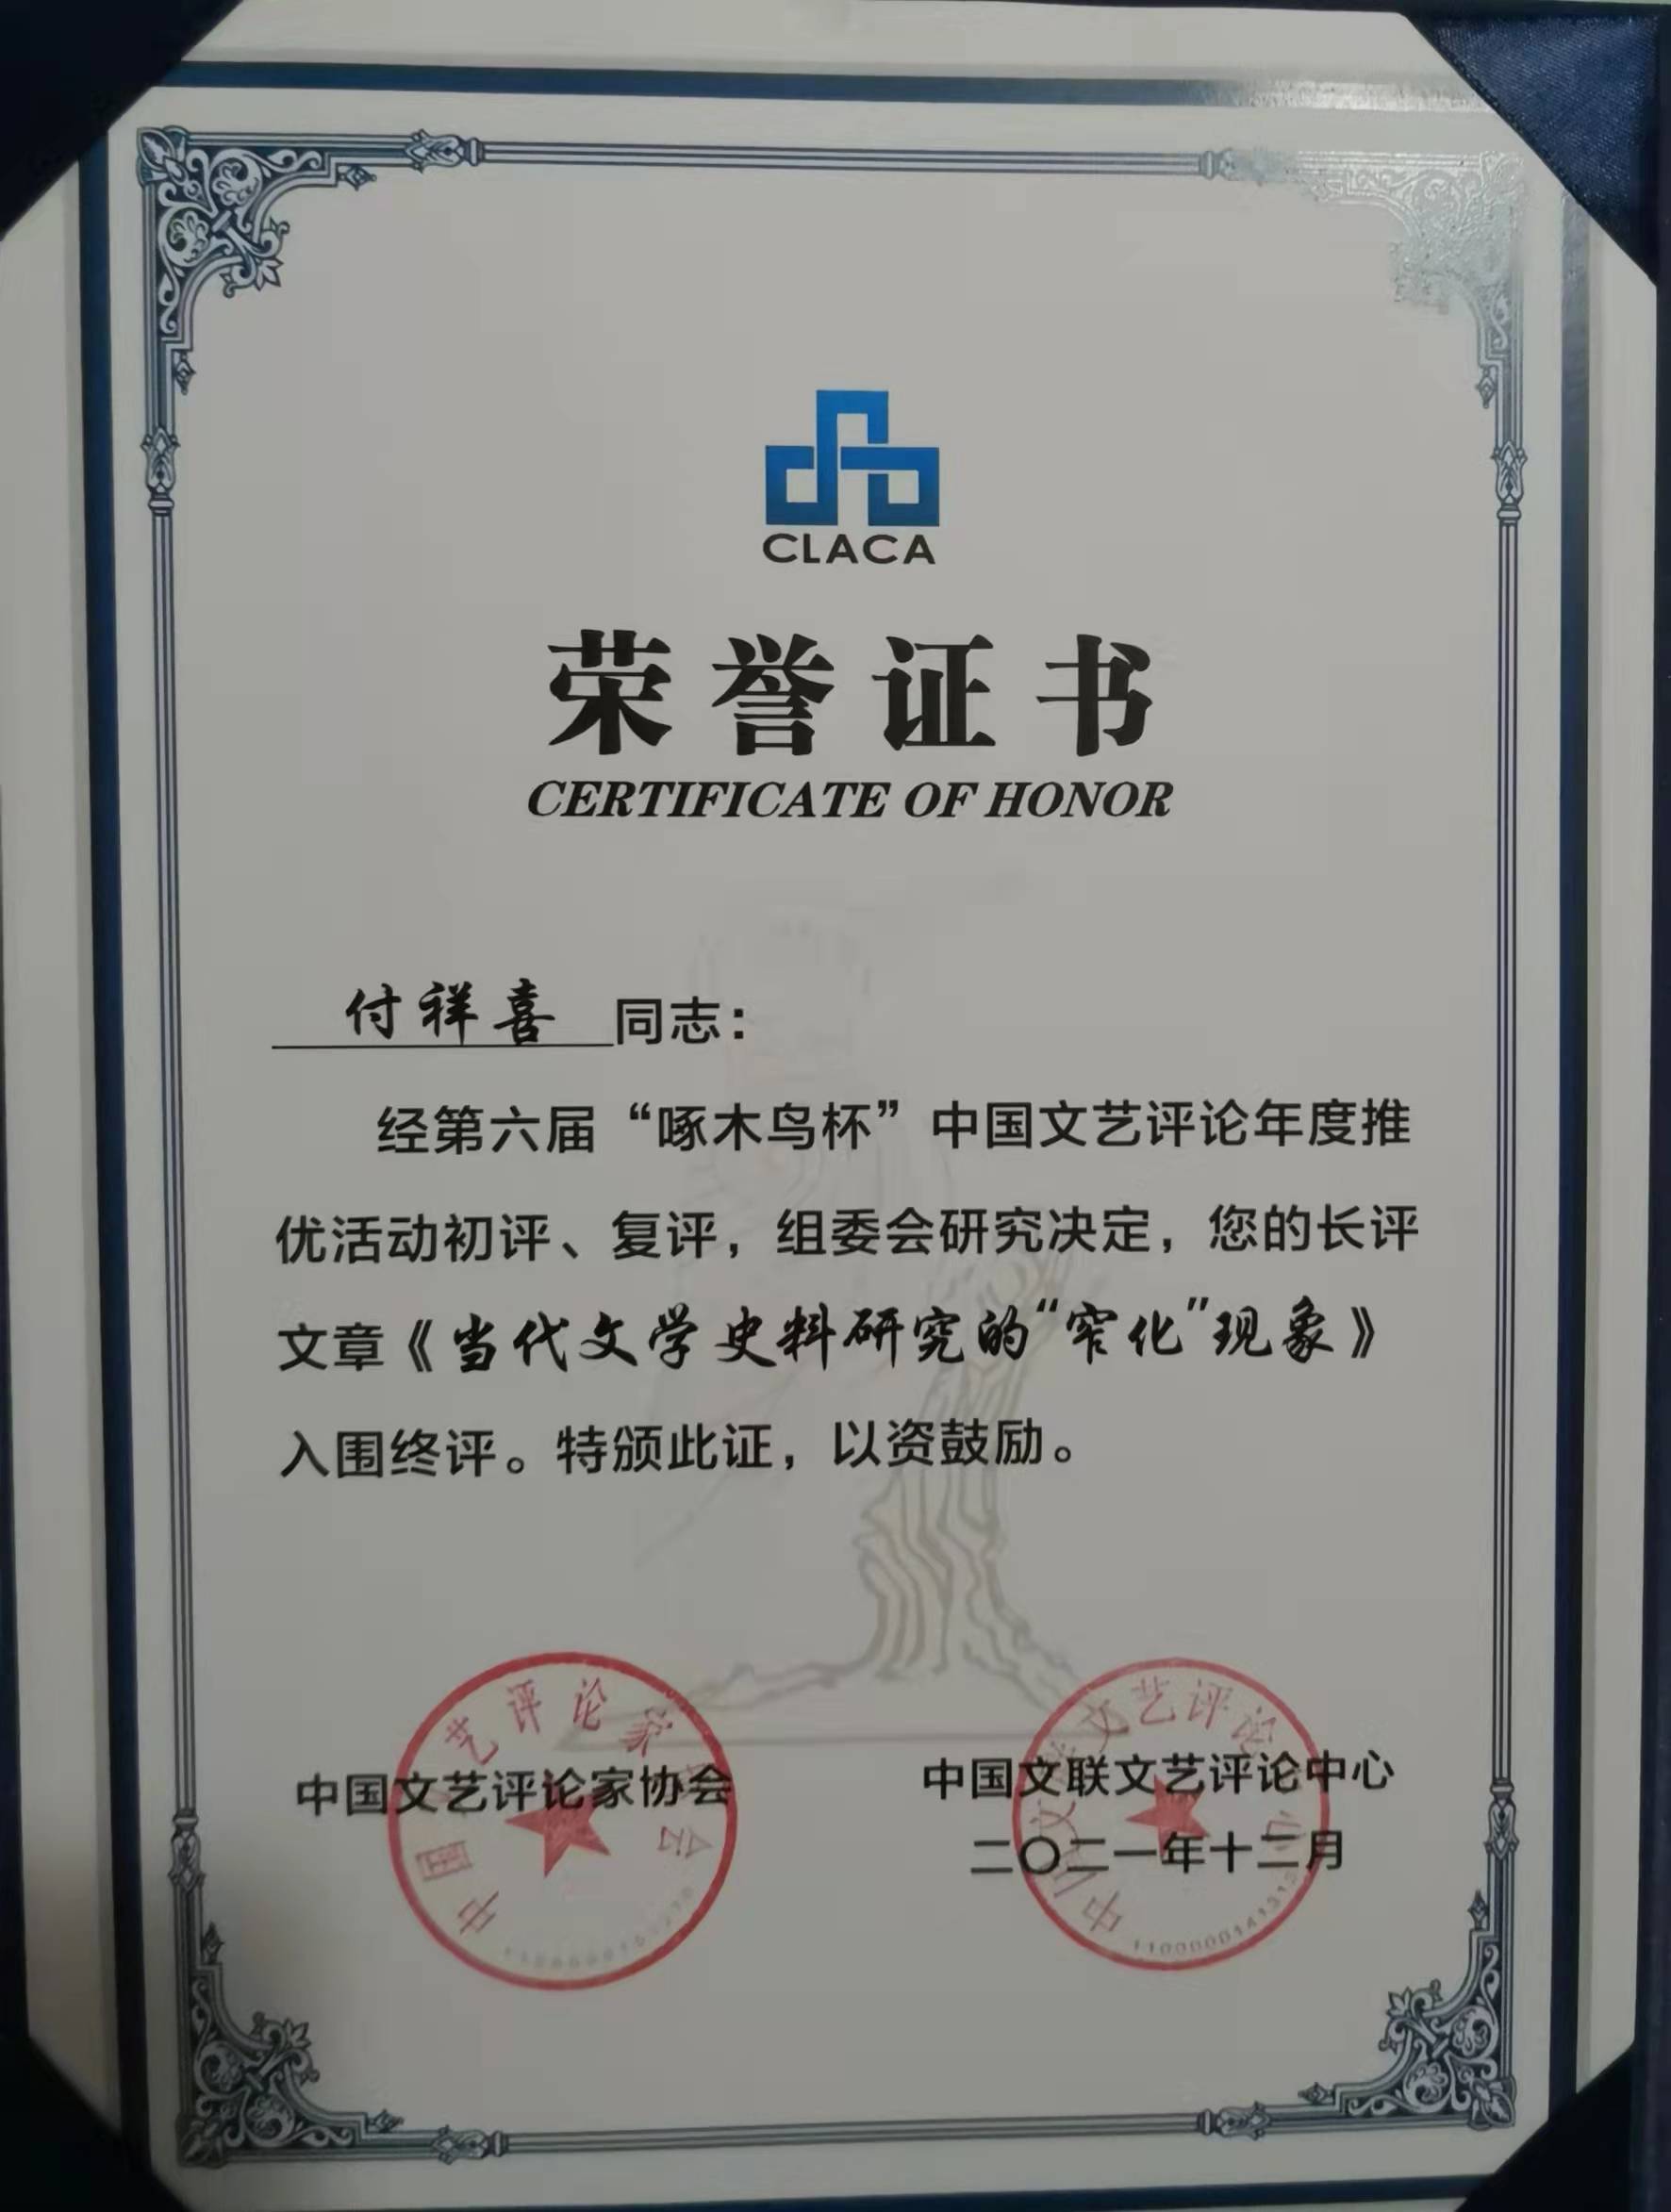 CLACA
荣誉证书
CERTIFICATE OF HONOR
付祥喜 同志：
经第六届“啄木鸟杯”中国文艺评论年度推
优活动初评、复评，组委会研究决定，您的长评
文章《当代文学史料研究的“窄化”现象》
入围终评。特颁此证，以资鼓励。
中国文艺评论家协会
中国文联文艺评论中心
二〇二一年十二月